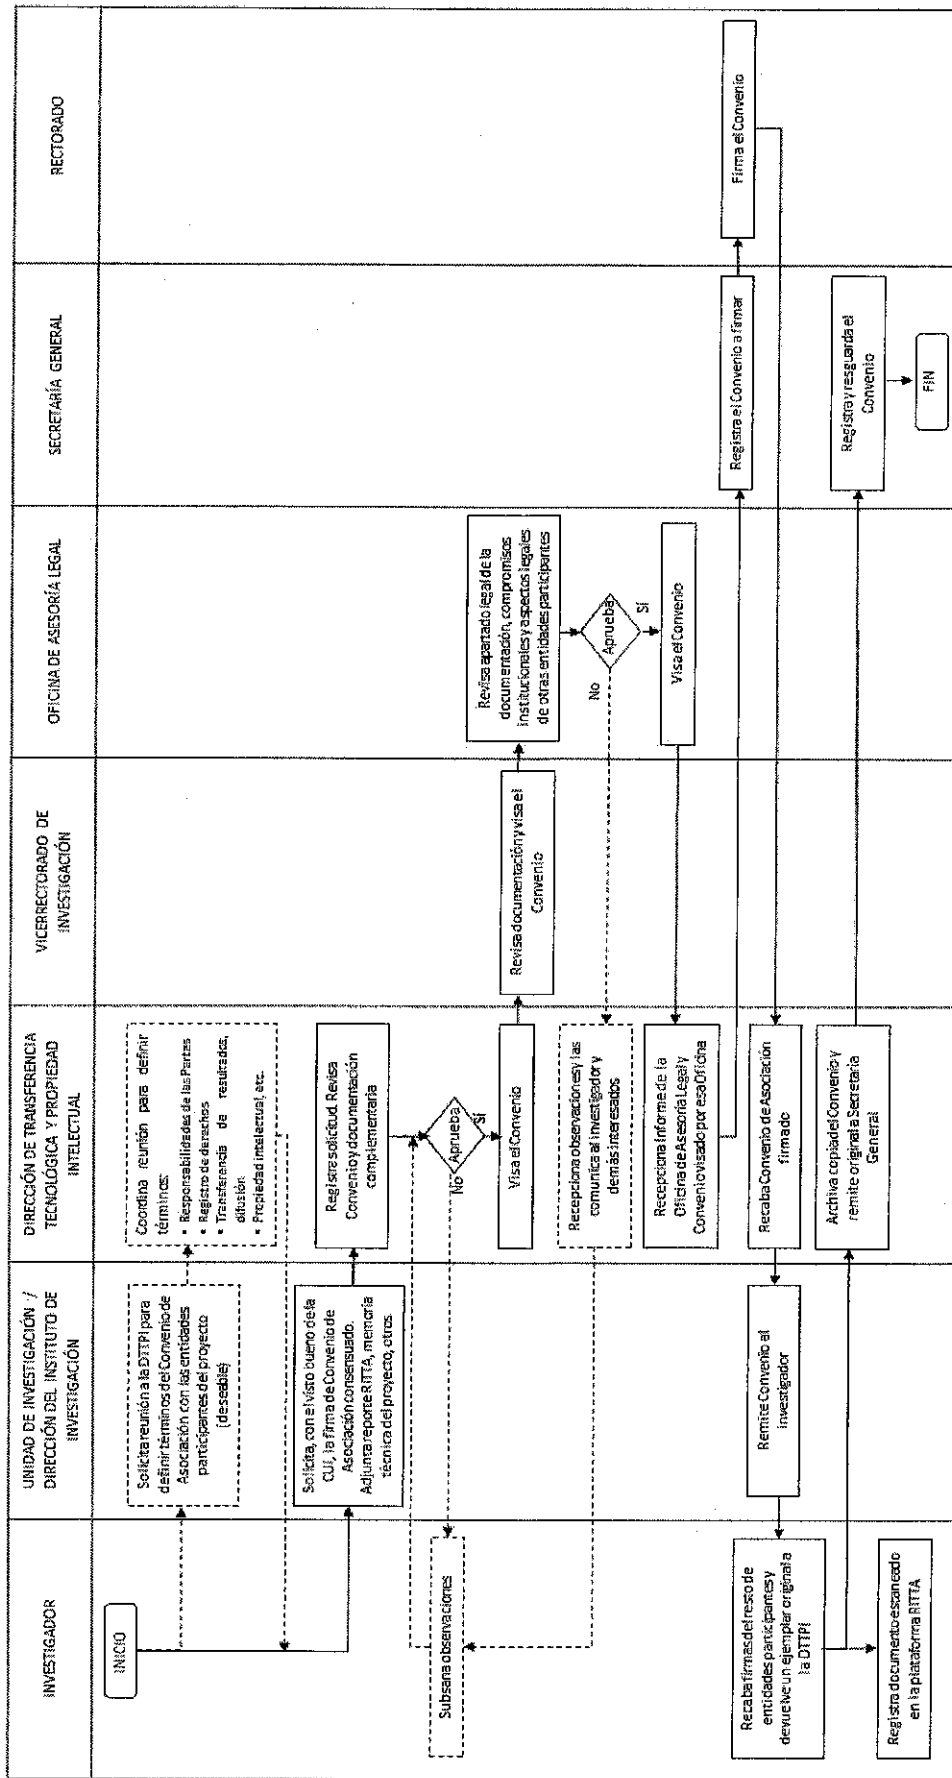 INVESTIGADOR
UNIDAD DE INVESTIGACIÓN /
DIRECCIÓN DEL INSTITUTO DE
INVESTIGACIÓN
DIRECCIÓN DE TRANSFERENCIA
TECNOLÓGICA Y PROPIEDAD
INTELECTUAL
VICERRECTORADO DE
INVESTIGACIÓN
OFICINA DE ASESORÍA LEGAL
SECRETARÍA GENERAL
RECTORADO
INICIO
Solicita reunión a la DTTPI para
definir términos del Convenio de
Asociación con las entidades
participantes del proyecto
(deseable)
Coordina reunión para definir
términos:
• Responsabilidades de las Partes
• Registro de derechos
• Transferencia de resultados,
difusión.
• Propiedad intelectual, etc.
Solicita, con el visto bueno de la
CUI, la firma de Convenio de
Asociación consensuado.
Adjunta reporte RITTA, memoria
técnica del proyecto, otros
Registre solicitud. Revisa
Convenio y documentación
complementaria
Aprueba
No
Sí
Subsana observaciones
Visa el Convenio
Revisa documentación y visa el
Convenio
Revisa apartado legal de la
documentación, compromisos
institucionales y aspectos legales
de otras entidades participantes
Aprueba
No
Sí
Recepciona observaciones y las
comunica al investigador y
demás interesados
Visa el Convenio
Recepciona Informe de la
Oficina de Asesoría Legal y
Convenio visado por esa Oficina
Registra el Convenio a firmar
Firma el Convenio
Recaba Convenio de Asociación
firmado
Remite Convenio al
investigador
Recaba firmas del resto de
entidades participantes y
devuelve un ejemplar original a
la DTTPI
Archiva copia del Convenio y
remite original a Secretaría
General
Registra y resguarda el
Convenio
Registra documento escaneado
en la plataforma RITTA
FIN